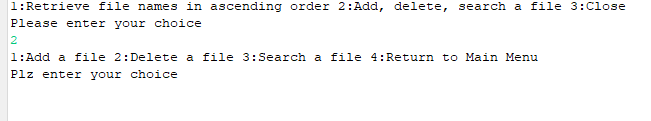 1:Retrieve file names in ascending order 2:Add, delete, search a file 3:Close
Please enter your choice
2
1:Add a file 2:Delete a file 3:Search a file 4:Return to Main Menu
Plz enter your choice